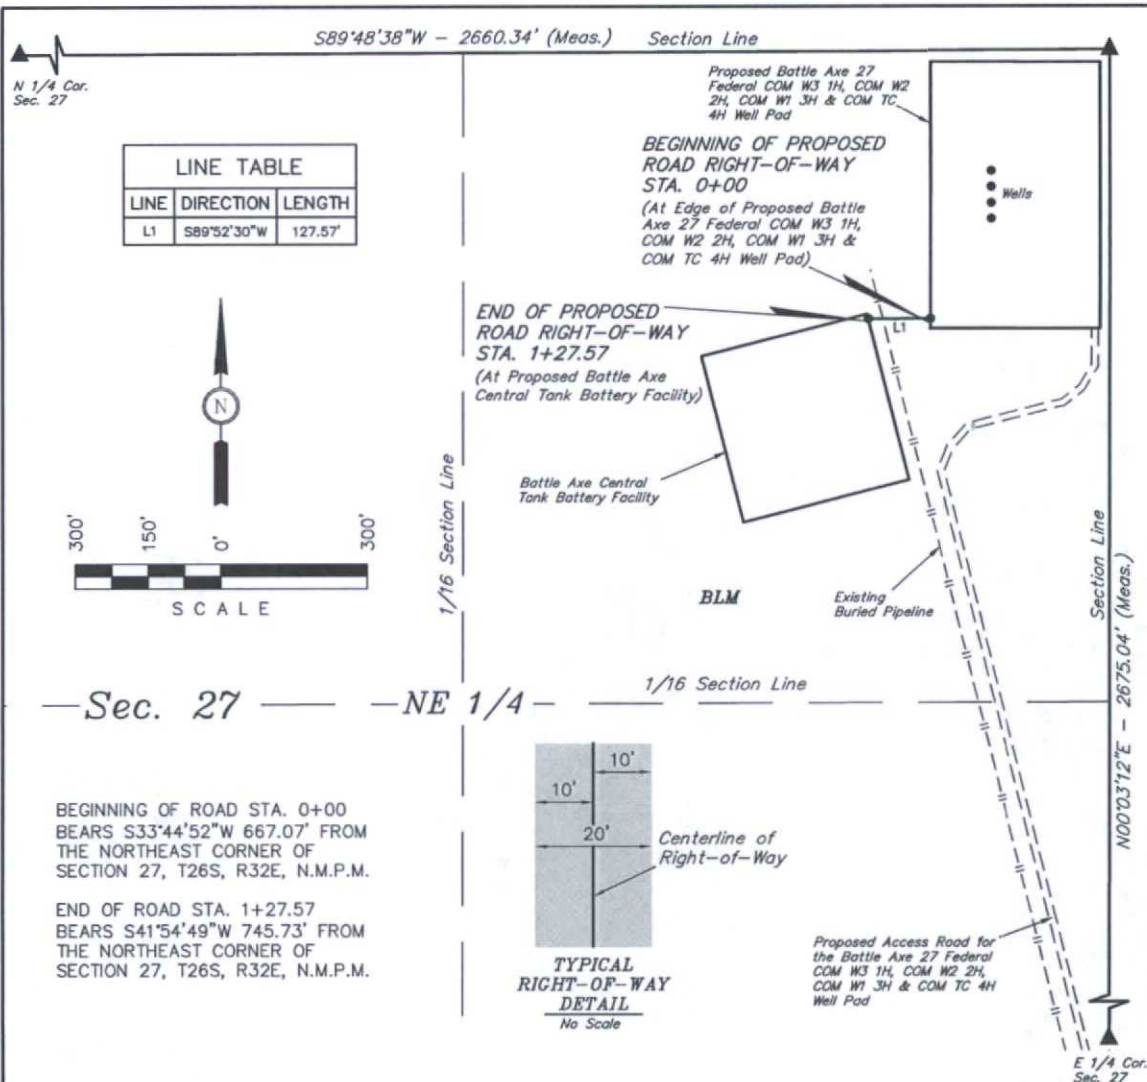 S89°48'38"W - 2660.34' (Meas.) Section Line
N 1/4 Cor.
Sec. 27
Proposed Battle Axe 27
Federal COM W3 1H, COM W2
2H, COM W1 3H & COM TC
4H Well Pad
LINE TABLE
LINE DIRECTION LENGTH
L1 S89°52'30"W 127.57'
BEGINNING OF PROPOSED
ROAD RIGHT-OF-WAY
STA. 0+00
(At Edge of Proposed Battle
Axe 27 Federal COM W3 1H,
COM W2 2H, COM W1 3H &
COM TC 4H Well Pad)
Wells
END OF PROPOSED
ROAD RIGHT-OF-WAY
STA. 1+27.57
(At Proposed Battle Axe
Central Tank Battery Facility)
L1
N
Battle Axe Central
Tank Battery Facility
1/16 Section Line
300' 150' 0' 300'
SCALE
BLM
Existing
Buried Pipeline
Section Line
N00°03'12"E - 2675.04' (Meas.)
Sec. 27 NE 1/4
1/16 Section Line
BEGINNING OF ROAD STA. 0+00
BEARS S33°44'52"W 667.07' FROM
THE NORTHEAST CORNER OF
SECTION 27, T26S, R32E, N.M.P.M.
END OF ROAD STA. 1+27.57
BEARS S41°54'49"W 745.73' FROM
THE NORTHEAST CORNER OF
SECTION 27, T26S, R32E, N.M.P.M.
10'
10'
20'
Centerline of
Right-of-Way
TYPICAL
RIGHT-OF-WAY
DETAIL
No Scale
Proposed Access Road for
the Battle Axe 27 Federal
COM W3 1H, COM W2 2H,
COM W1 3H & COM TC 4H
Well Pad
E 1/4 Cor.
Sec. 27